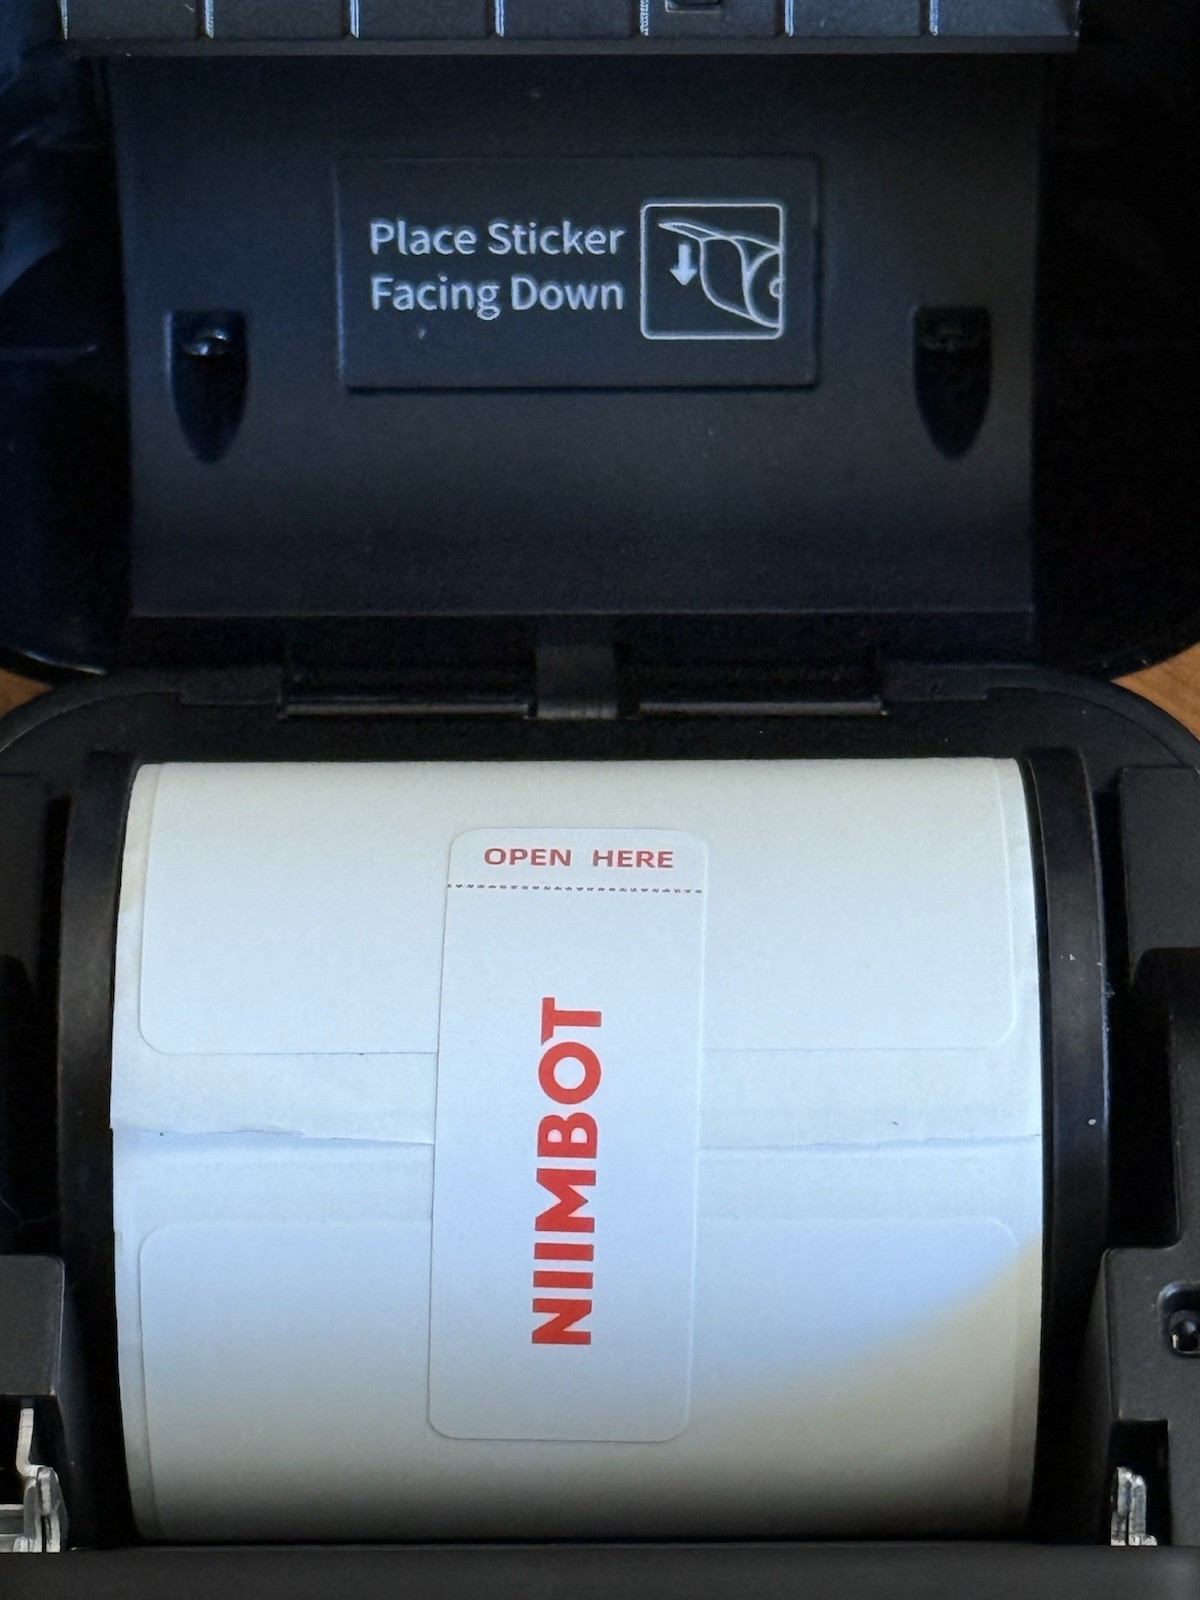 Place Sticker
Facing Down
OPEN HERE
NIIMBOT